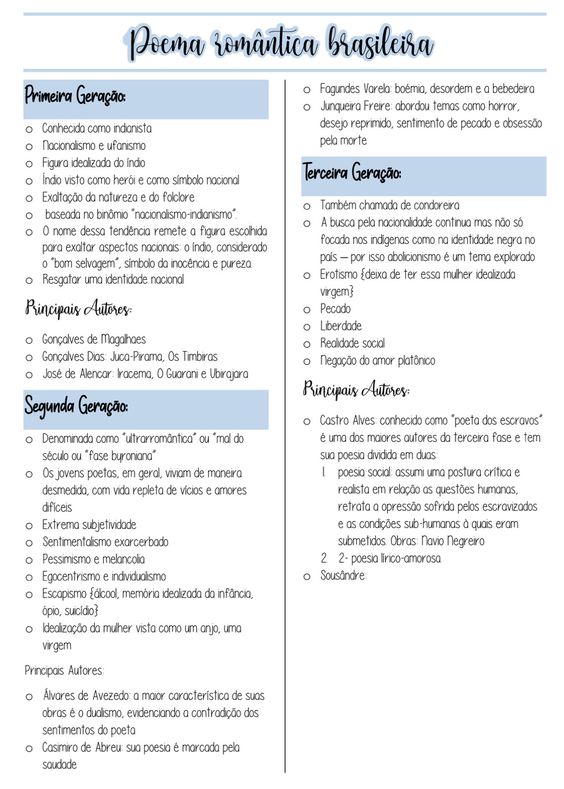 Poema romântica brasileira
Primeira Geração:
o Conhecida como indianista
o Nacionalismo e ufanismo
o Figura idealizada do índio
o Índio visto como herói e como símbolo nacional
o Exaltação da natureza e do folclore
o baseada no binômio "nacionalismo-indianismo".
o O nome dessa tendência remete a figura escolhida
para exaltar aspectos nacionais: o índio, considerado
o "bom selvagem", símbolo da inocência e pureza.
o Resgatar uma identidade nacional
Principais Autores:
o Gonçalves de Magalhaes
o Gonçalves Dias: Juca-Pirama, Os Timbiras
o José de Alencar: Iracema, O Guarani e Ubirajara
Segunda Geração:
o Denominada como "ultrarromântica" ou "mal do
século ou "fase byroniana"
o Os jovens poetas, em geral, viviam de maneira
desmedida, com vida repleta de vícios e amores
difíceis
o Extrema subjetividade
o Sentimentalismo exarcerbado
o Pessimismo e melancolia
o Egocentrismo e individualismo
o Escapismo {álcool, memória idealizada da infância,
ópio, suicídio}
o Idealização da mulher vista como um anjo, uma
virgem
Principais Autores:
o Álvares de Avezedo: a maior característica de suas
obras é o dualismo, evidenciando a contradição dos
sentimentos do poeta
o Casimiro de Abreu: sua poesia é marcada pela
saudade
o Fagundes Varela: boêmia, desordem e a bebedeira
o Junqueira Freire: abordou temas como horror,
desejo reprimido, sentimento de pecado e obsessão
pela morte
Terceira Geração:
o Também chamada de condoreira
o A busca pela nacionalidade continua mas não só
focada nos indígenas como na identidade negra no
país – por isso abolicionismo é um tema explorado
o Erotismo {deixa de ter essa mulher idealizada
virgem}
o Pecado
o Liberdade
o Realidade social
o Negação do amor platônico
Principais Autores:
o Castro Alves: conhecido como "poeta dos escravos"
é uma dos maiores autores da terceira fase e tem
sua poesia dividida em duas:
1. poesia social: assumi uma postura crítica e
realista em relação as questões humanas,
retrata a opressão sofrida pelos escravizados
e as condições sub-humanas à quais eram
submetidos. Obras: Navio Negreiro
2. 2- poesia lírico-amorosa.
o Sousândre: